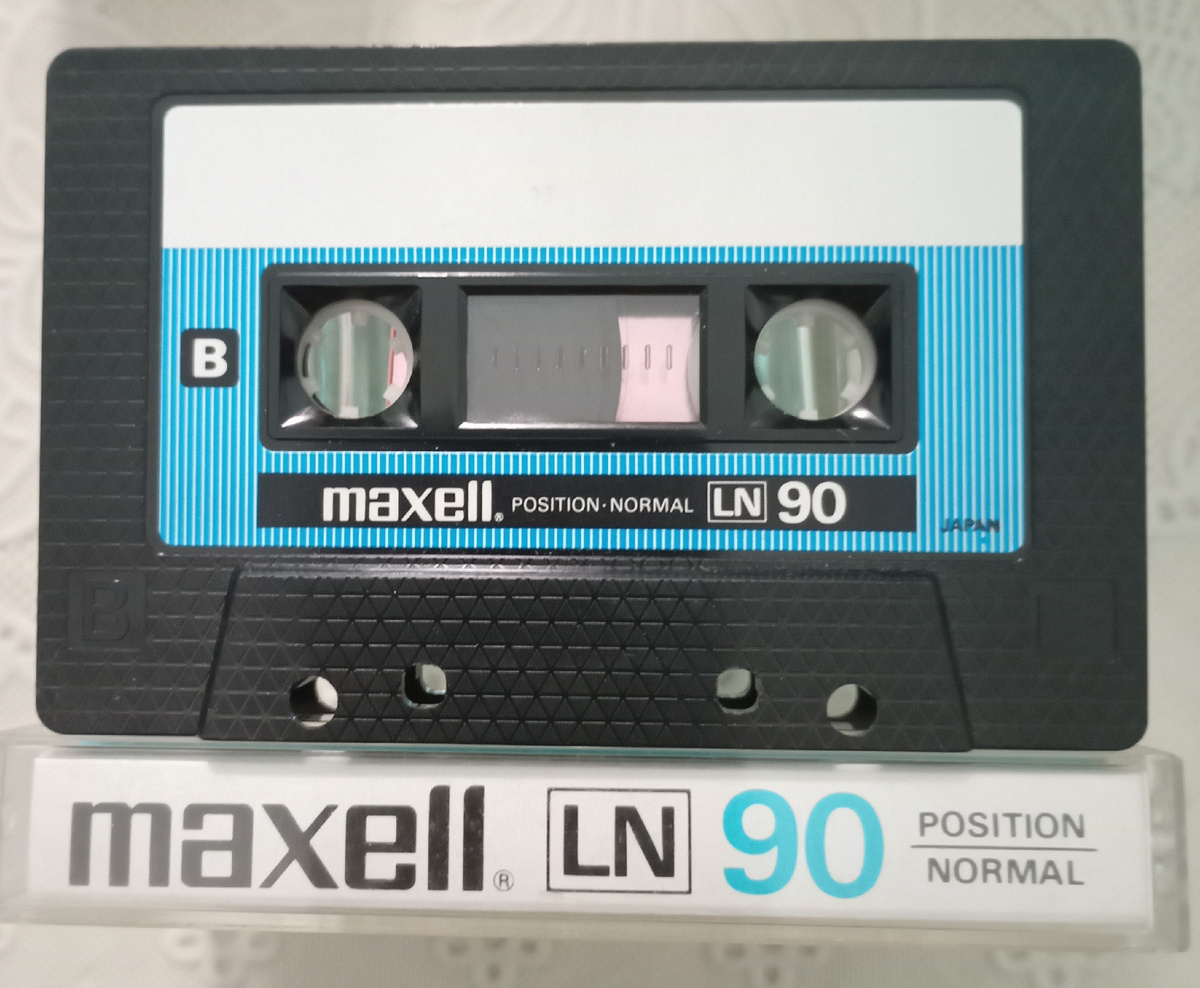 B
maxell® POSITION·NORMAL LN 90
JAPAN
B
maxell® LN 90 POSITION
NORMAL